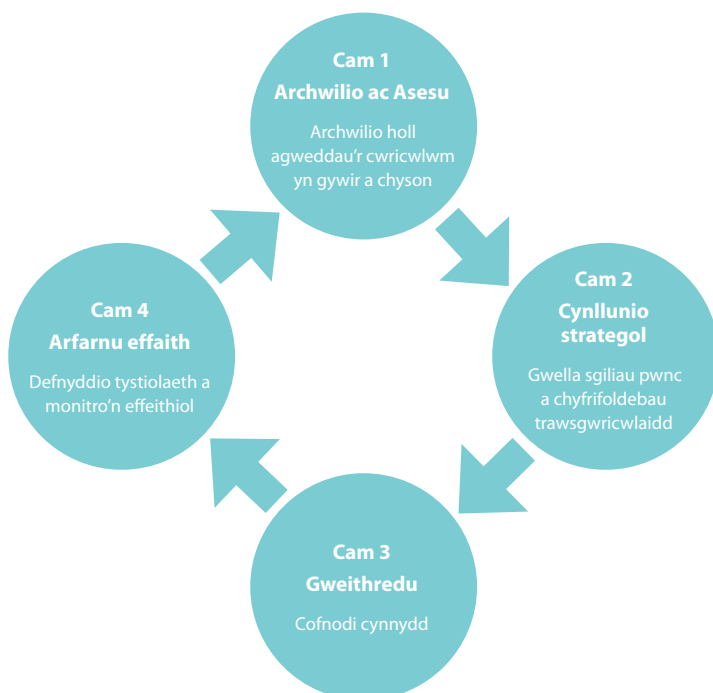 Cam 1
Archwilio ac Asesu
Archwilio holl
agweddau'r cwricwlwm
yn gywir a chyson
Cam 2
Cynllunio
strategol
Gwella sgiliau pwnc
a chyfrifoldebau
trawsgwricwlaidd
Cam 3
Gweithredu
Cofnodi cynnydd
Cam 4
Arfarnu effaith
Defnyddio tystiolaeth a
monitro'n effeithiol